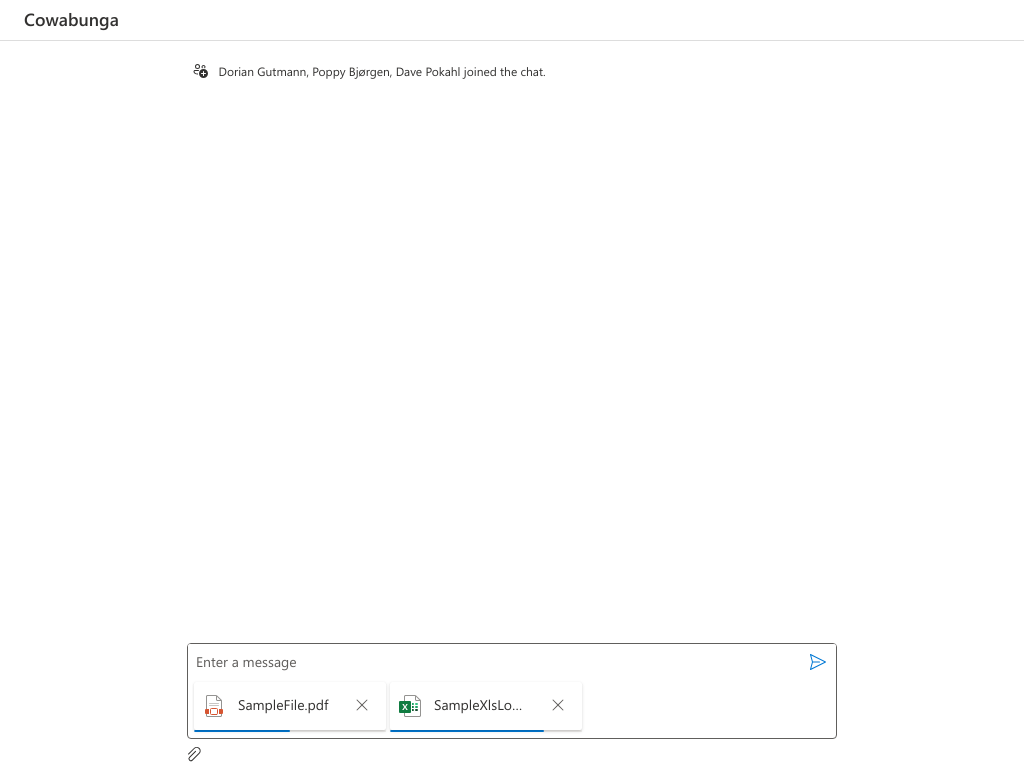 Cowabunga
Dorian Gutmann, Poppy Bjørgen, Dave Pokahl joined the chat.
Enter a message
SampleFile.pdf
SampleXlsLo...